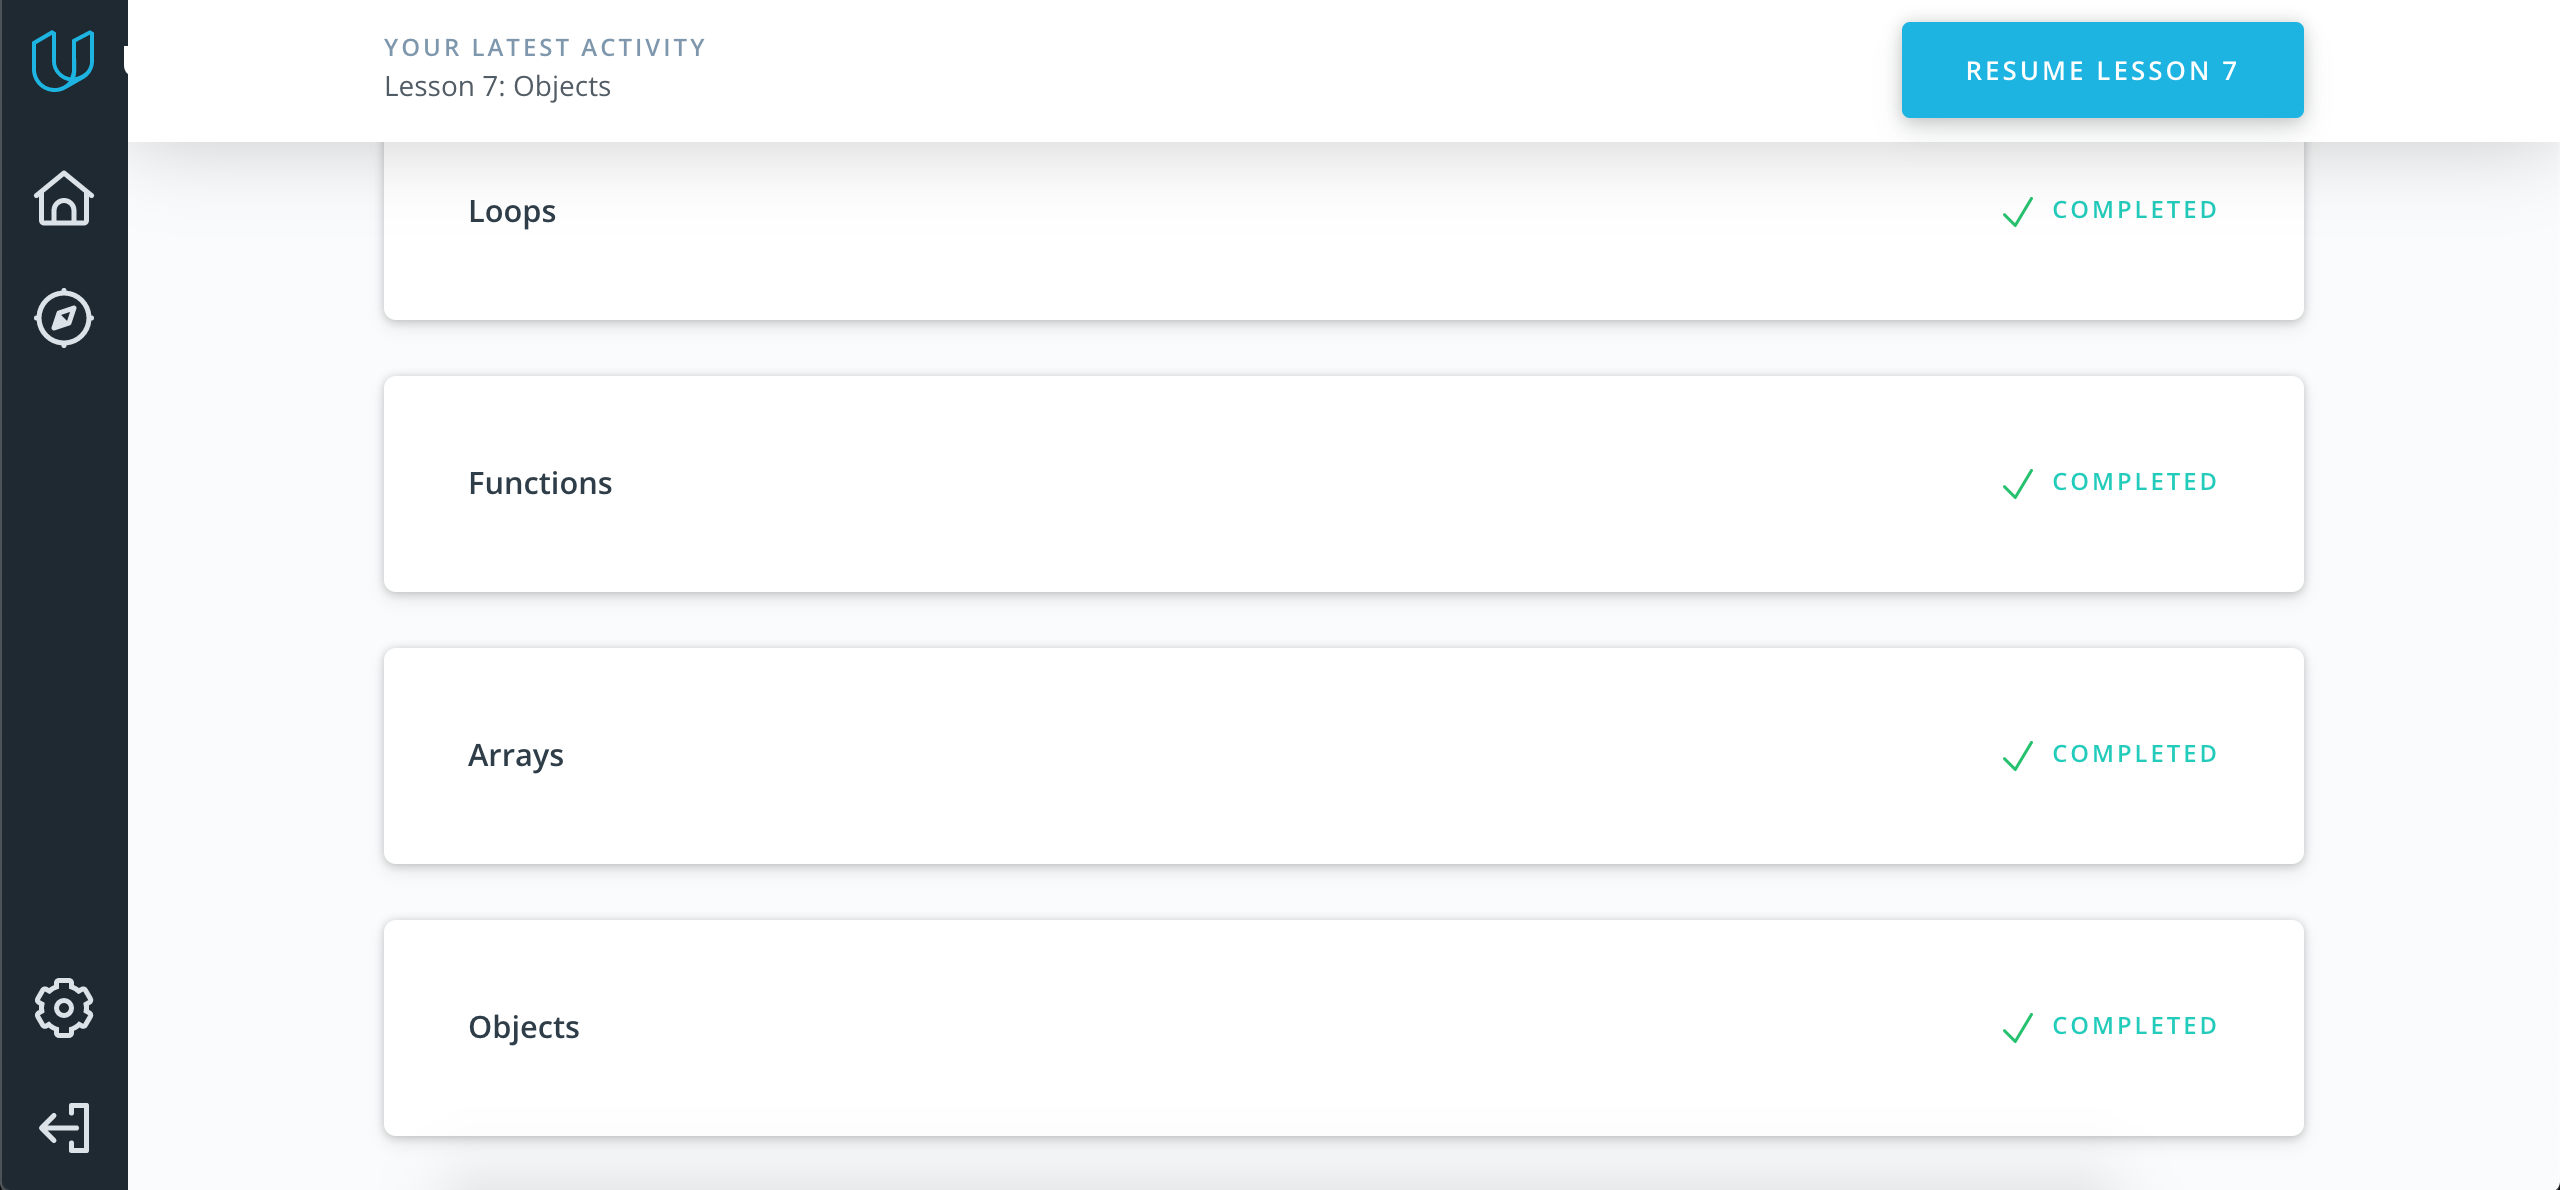 YOUR LATEST ACTIVITY
Lesson 7: Objects
RESUME LESSON 7
Loops
COMPLETED
Functions
COMPLETED
Arrays
COMPLETED
Objects
COMPLETED